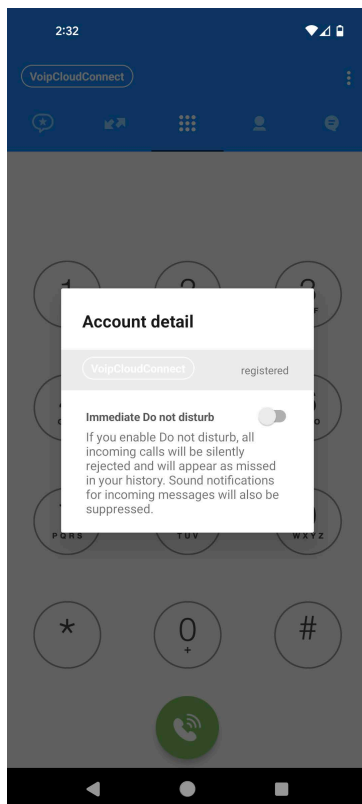 2:32
VoipCloudConnect
Account detail
VoipCloudConnect registered
Immediate Do not disturb
If you enable Do not disturb, all
incoming calls will be silently
rejected and will appear as missed
in your history. Sound notifications
for incoming messages will also be
suppressed.
PQRS TUV WXYZ
* 0 #
+